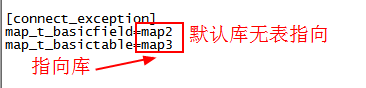 [connect_exception]
map_t_basicfield=map2 默认库无表指向
map_t_basictable=map3
指向库